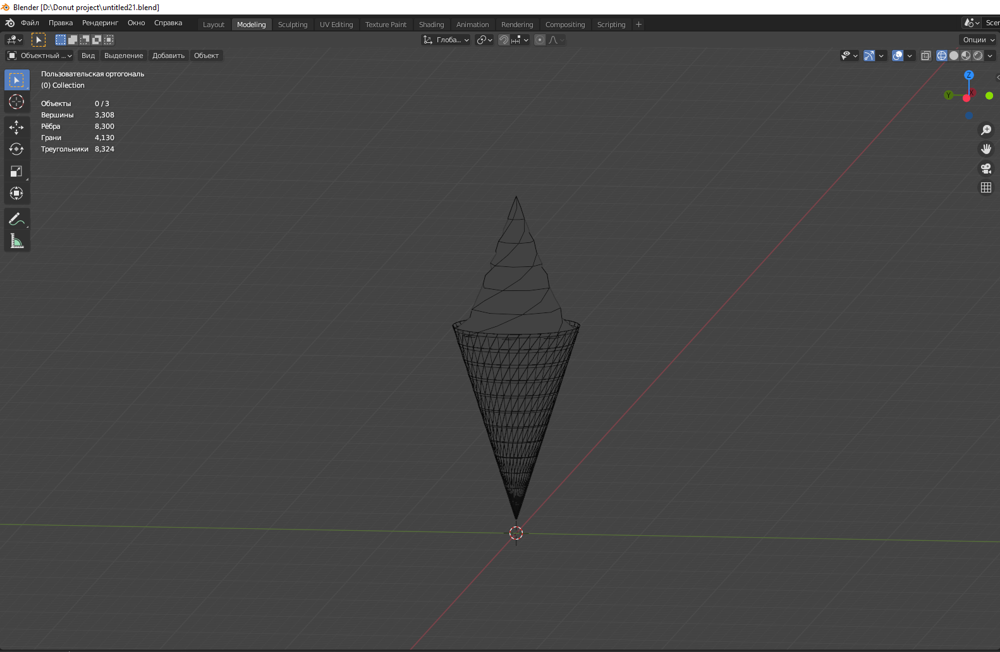 Blender [D:\Donut project\untitled21.blend]
Файл Правка Рендеринг Окно Справка Layout Modeling Sculpting UV Editing Texture Paint Shading Animation Rendering Compositing Scripting + Scer
Глоба... Опции
Объектный ... Вид Выделение Добавить Объект
Пользовательская ортогональ
(0) Collection
Объекты 0 / 3
Вершины 3,308
Рёбра 8,300
Грани 4,130
Треугольники 8,324
Z
Y X